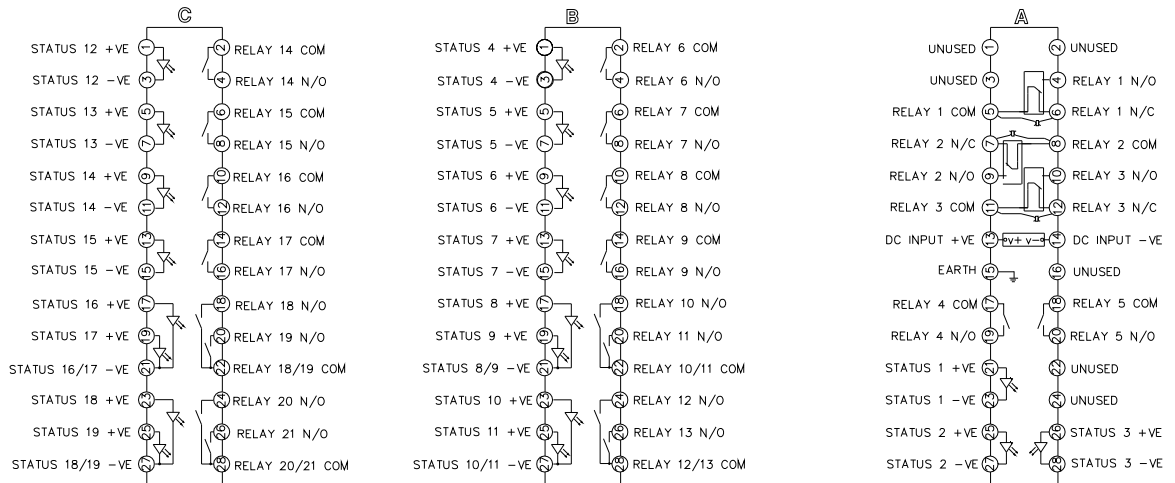 C
STATUS 12 +VE 1 2 RELAY 14 COM
STATUS 12 −VE 3 4 RELAY 14 N/O
STATUS 13 +VE 5 6 RELAY 15 COM
STATUS 13 −VE 7 8 RELAY 15 N/O
STATUS 14 +VE 9 10 RELAY 16 COM
STATUS 14 −VE 11 12 RELAY 16 N/O
STATUS 15 +VE 13 14 RELAY 17 COM
STATUS 15 −VE 15 16 RELAY 17 N/O
STATUS 16 +VE 17 18 RELAY 18 N/O
STATUS 17 +VE 19 20 RELAY 19 N/O
STATUS 16/17 −VE 21 22 RELAY 18/19 COM
STATUS 18 +VE 23 24 RELAY 20 N/O
STATUS 19 +VE 25 26 RELAY 21 N/O
STATUS 18/19 −VE 27 28 RELAY 20/21 COM
B
STATUS 4 +VE 1 2 RELAY 6 COM
STATUS 4 −VE 3 4 RELAY 6 N/O
STATUS 5 +VE 5 6 RELAY 7 COM
STATUS 5 −VE 7 8 RELAY 7 N/O
STATUS 6 +VE 9 10 RELAY 8 COM
STATUS 6 −VE 11 12 RELAY 8 N/O
STATUS 7 +VE 13 14 RELAY 9 COM
STATUS 7 −VE 15 16 RELAY 9 N/O
STATUS 8 +VE 17 18 RELAY 10 N/O
STATUS 9 +VE 19 20 RELAY 11 N/O
STATUS 8/9 −VE 21 22 RELAY 10/11 COM
STATUS 10 +VE 23 24 RELAY 12 N/O
STATUS 11 +VE 25 26 RELAY 13 N/O
STATUS 10/11 −VE 27 28 RELAY 12/13 COM
A
UNUSED 1 2 UNUSED
UNUSED 3 4 RELAY 1 N/O
RELAY 1 COM 5 6 RELAY 1 N/C
RELAY 2 N/C 7 8 RELAY 2 COM
RELAY 2 N/O 9 10 RELAY 3 N/O
RELAY 3 COM 11 12 RELAY 3 N/C
DC INPUT +VE 13 v+ v− 14 DC INPUT −VE
EARTH 15 16 UNUSED
RELAY 4 COM 17 18 RELAY 5 COM
RELAY 4 N/O 19 20 RELAY 5 N/O
STATUS 1 +VE 21 22 UNUSED
STATUS 1 −VE 23 24 UNUSED
STATUS 2 +VE 25 26 STATUS 3 +VE
STATUS 2 −VE 27 28 STATUS 3 −VE